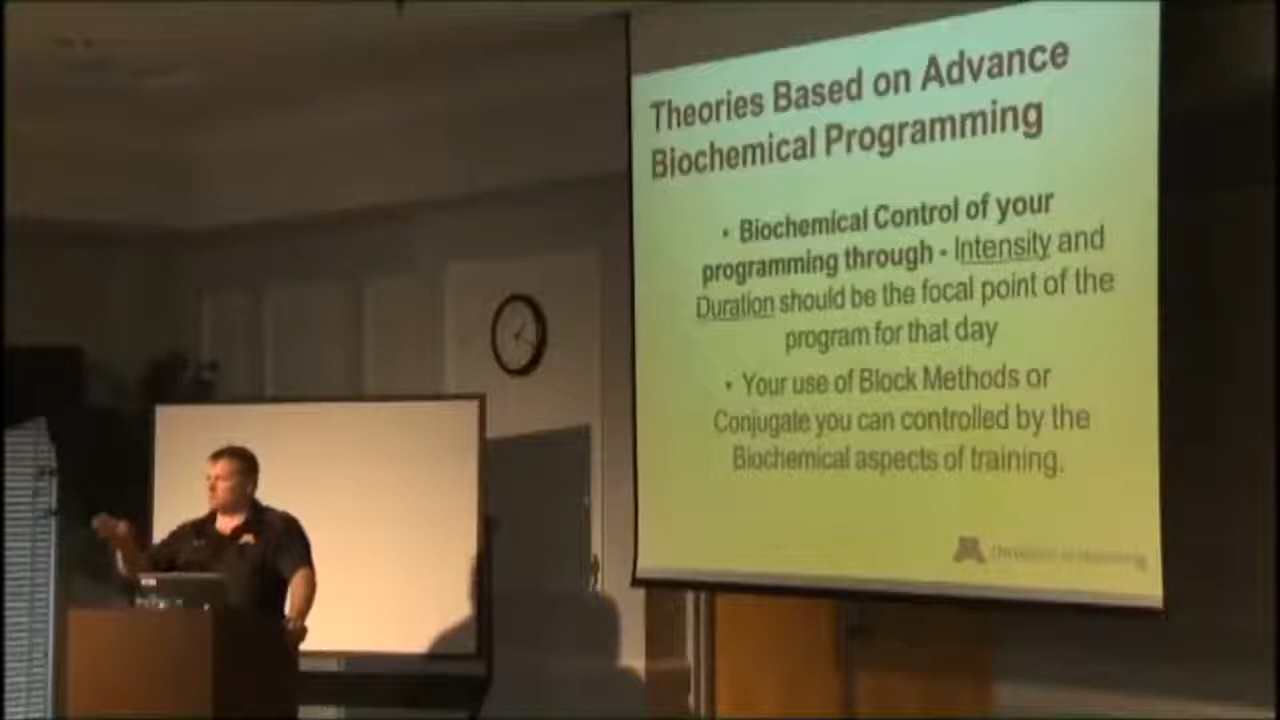 Theories Based on Advance
Biochemical Programming
• Biochemical Control of your
programming through - Intensity and
Duration should be the focal point of the
program for that day
• Your use of Block Methods or
Conjugate you can controlled by the
Biochemical aspects of training.